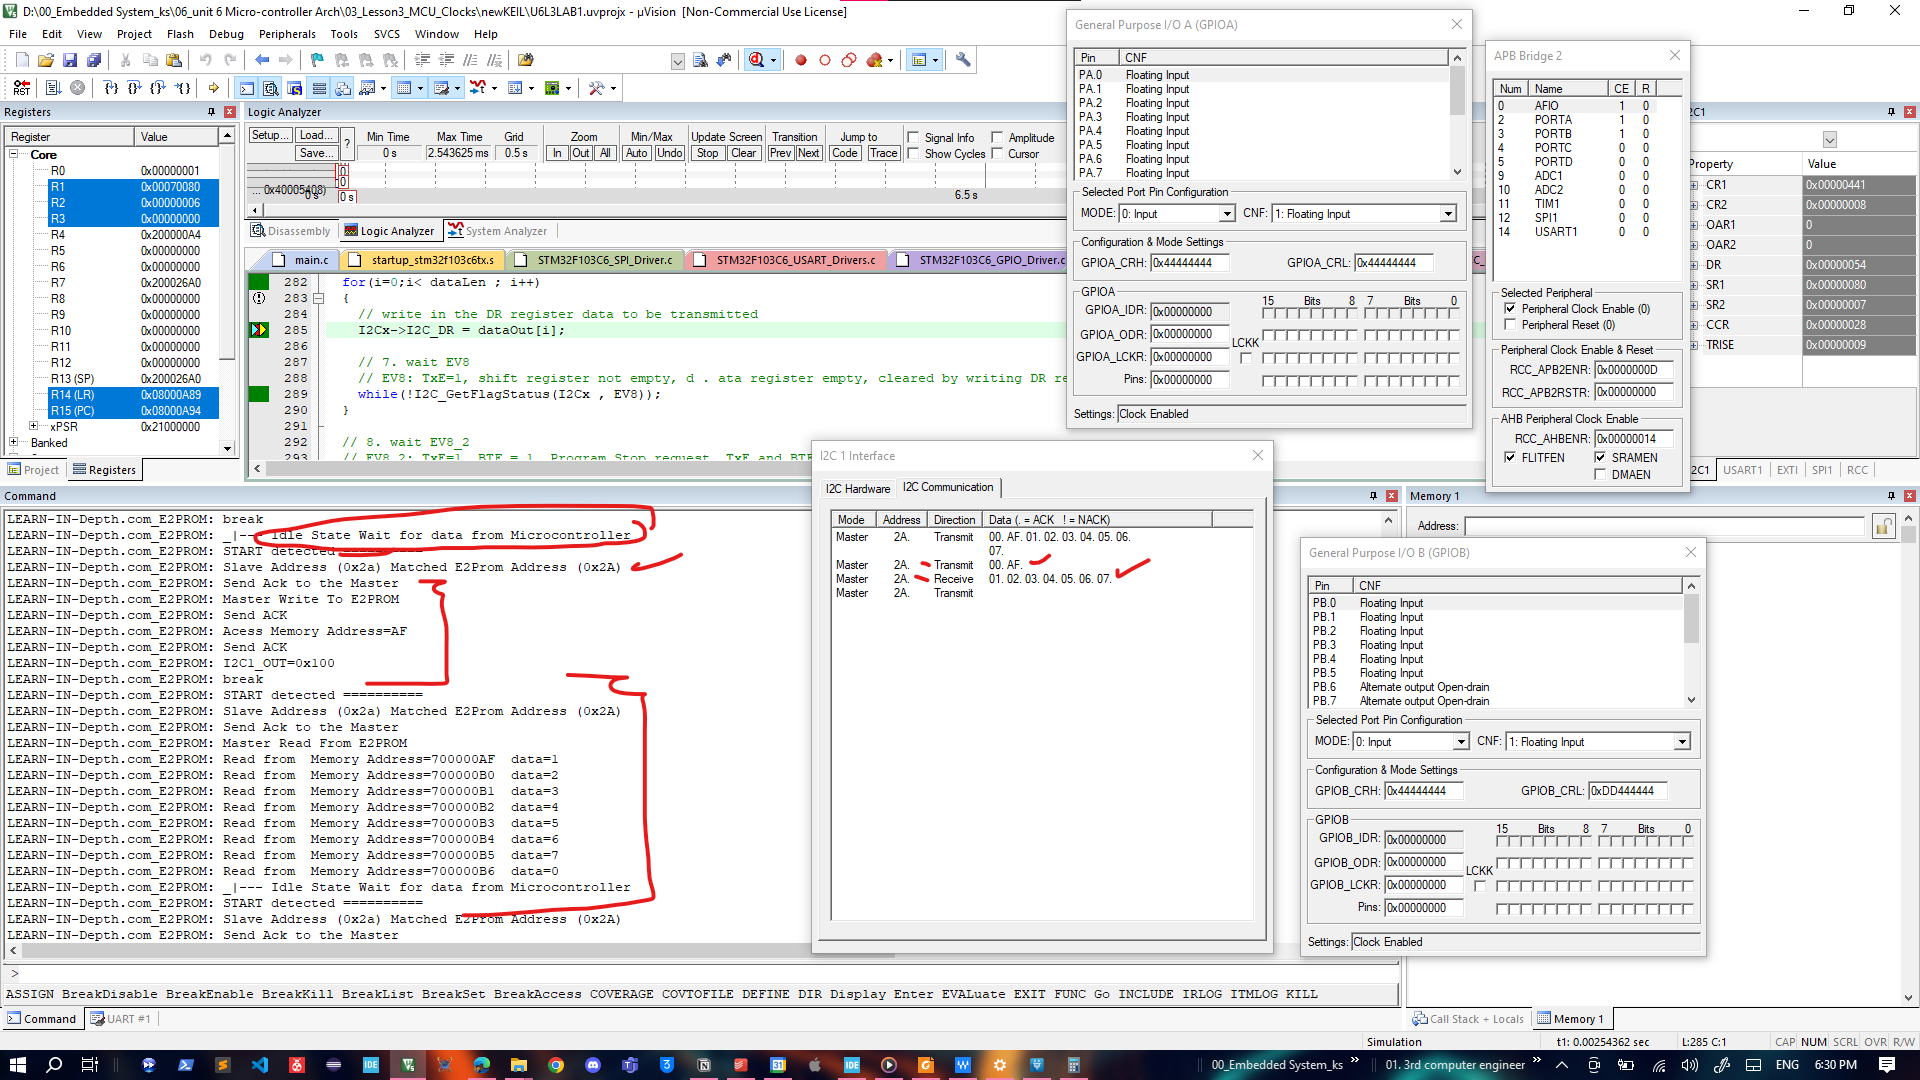 D:\00_Embedded System_ks\06_unit 6 Micro-controller Arch\03_Lesson3_MCU_Clocks\newKEIL\U6L3LAB1.uvprojx - µVision  [Non-Commercial Use License]
File Edit View Project Flash Debug Peripherals Tools SVCS Window Help
Registers
Register Value
Core
R0 0x00000001
R1 0x00070080
R2 0x00000006
R3 0x00000000
R4 0x200000A4
R5 0x00000000
R6 0x00000000
R7 0x200026A0
R8 0x00000000
R9 0x00000000
R10 0x00000000
R11 0x00000000
R12 0x00000000
R13 (SP) 0x200026A0
R14 (LR) 0x08000A89
R15 (PC) 0x08000A94
xPSR 0x21000000
Banked
Project Registers
Logic Analyzer
Setup... Load... Save... ?
Min Time Max Time Grid Zoom Min/Max Update Screen Transition Jump to Signal Info Amplitude
0 s 2.543625 ms 0.5 s In Out All Auto Undo Stop Clear Prev Next Code Trace Show Cycles Cursor
0
0
... 0x40005408)
0 s 0 s 6.5 s
Disassembly Logic Analyzer System Analyzer
main.c startup_stm32f103c6tx.s STM32F103C6_SPI_Driver.c STM32F103C6_USART_Drivers.c STM32F103C6_GPIO_Driver.c
282 for(i=0;i< dataLen ; i++)
283 {
284 // write in the DR register data to be transmitted
285 I2Cx->I2C_DR = dataOut[i];
286
287 // 7. wait EV8
288 // EV8: TxE=1, shift register not empty, d . ata register empty, cleared by writing DR re
289 while(!I2C_GetFlagStatus(I2Cx , EV8));
290 }
291
292 // 8. wait EV8_2
293 // EV8_2: TxE=1, BTF = 1, Program Stop request. TxE and BTF
General Purpose I/O A (GPIOA)
Pin CNF
PA.0 Floating Input
PA.1 Floating Input
PA.2 Floating Input
PA.3 Floating Input
PA.4 Floating Input
PA.5 Floating Input
PA.6 Floating Input
PA.7 Floating Input
Selected Port Pin Configuration
MODE: 0: Input CNF: 1: Floating Input
Configuration & Mode Settings
GPIOA_CRH: 0x44444444 GPIOA_CRL: 0x44444444
GPIOA
15 Bits 8 7 Bits 0
GPIOA_IDR: 0x00000000
GPIOA_ODR: 0x00000000
LCKK
GPIOA_LCKR: 0x00000000
Pins: 0x00000000
Settings: Clock Enabled
APB Bridge 2
Num Name CE R
0 AFIO 1 0
2 PORTA 1 0
3 PORTB 1 0
4 PORTC 0 0
5 PORTD 0 0
9 ADC1 0 0
10 ADC2 0 0
11 TIM1 0 0
12 SPI1 0 0
14 USART1 0 0
Selected Peripheral
Peripheral Clock Enable (0)
Peripheral Reset (0)
Peripheral Clock Enable & Reset
RCC_APB2ENR: 0x0000000D
RCC_APB2RSTR: 0x00000000
AHB Peripheral Clock Enable
RCC_AHBENR: 0x00000014
FLITFEN SRAMEN
DMAEN
2C1
Property Value
CR1 0x00000441
CR2 0x00000008
OAR1 0
OAR2 0
DR 0x00000054
SR1 0x00000080
SR2 0x00000007
CCR 0x00000028
TRISE 0x00000009
2C1 USART1 EXTI SPI1 RCC
Command
LEARN-IN-Depth.com_E2PROM: break
LEARN-IN-Depth.com_E2PROM: _|--- Idle State Wait for data from Microcontroller
LEARN-IN-Depth.com_E2PROM: START detected ==========
LEARN-IN-Depth.com_E2PROM: Slave Address (0x2a) Matched E2Prom Address (0x2A)
LEARN-IN-Depth.com_E2PROM: Send Ack to the Master
LEARN-IN-Depth.com_E2PROM: Master Write To E2PROM
LEARN-IN-Depth.com_E2PROM: Send ACK
LEARN-IN-Depth.com_E2PROM: Acess Memory Address=AF
LEARN-IN-Depth.com_E2PROM: Send ACK
LEARN-IN-Depth.com_E2PROM: I2C1_OUT=0x100
LEARN-IN-Depth.com_E2PROM: break
LEARN-IN-Depth.com_E2PROM: START detected ==========
LEARN-IN-Depth.com_E2PROM: Slave Address (0x2a) Matched E2Prom Address (0x2A)
LEARN-IN-Depth.com_E2PROM: Send Ack to the Master
LEARN-IN-Depth.com_E2PROM: Master Read From E2PROM
LEARN-IN-Depth.com_E2PROM: Read from  Memory Address=700000AF  data=1
LEARN-IN-Depth.com_E2PROM: Read from  Memory Address=700000B0  data=2
LEARN-IN-Depth.com_E2PROM: Read from  Memory Address=700000B1  data=3
LEARN-IN-Depth.com_E2PROM: Read from  Memory Address=700000B2  data=4
LEARN-IN-Depth.com_E2PROM: Read from  Memory Address=700000B3  data=5
LEARN-IN-Depth.com_E2PROM: Read from  Memory Address=700000B4  data=6
LEARN-IN-Depth.com_E2PROM: Read from  Memory Address=700000B5  data=7
LEARN-IN-Depth.com_E2PROM: Read from  Memory Address=700000B6  data=0
LEARN-IN-Depth.com_E2PROM: _|--- Idle State Wait for data from Microcontroller
LEARN-IN-Depth.com_E2PROM: START detected ==========
LEARN-IN-Depth.com_E2PROM: Slave Address (0x2a) Matched E2Prom Address (0x2A)
LEARN-IN-Depth.com_E2PROM: Send Ack to the Master
>
ASSIGN BreakDisable BreakEnable BreakKill BreakList BreakSet BreakAccess COVERAGE COVTOFILE DEFINE DIR Display Enter EVALuate EXIT FUNC Go INCLUDE IRLOG ITMLOG KILL
Command UART #1
I2C 1 Interface
I2C Hardware I2C Communication
Mode Address Direction Data (. = ACK  ! = NACK)
Master 2A. Transmit 00. AF. 01. 02. 03. 04. 05. 06.
07.
Master 2A. Transmit 00. AF.
Master 2A. Receive 01. 02. 03. 04. 05. 06. 07.
Master 2A. Transmit
Memory 1
Address:
General Purpose I/O B (GPIOB)
Pin CNF
PB.0 Floating Input
PB.1 Floating Input
PB.2 Floating Input
PB.3 Floating Input
PB.4 Floating Input
PB.5 Floating Input
PB.6 Alternate output Open-drain
PB.7 Alternate output Open-drain
Selected Port Pin Configuration
MODE: 0: Input CNF: 1: Floating Input
Configuration & Mode Settings
GPIOB_CRH: 0x44444444 GPIOB_CRL: 0xDD444444
GPIOB
15 Bits 8 7 Bits 0
GPIOB_IDR: 0x00000000
GPIOB_ODR: 0x00000000
LCKK
GPIOB_LCKR: 0x00000000
Pins: 0x00000000
Settings: Clock Enabled
Call Stack + Locals Memory 1
Simulation t1: 0.00254362 sec L:285 C:1 CAP NUM SCRL OVR R/W
00_Embedded System_ks 01. 3rd computer engineer ENG 6:30 PM